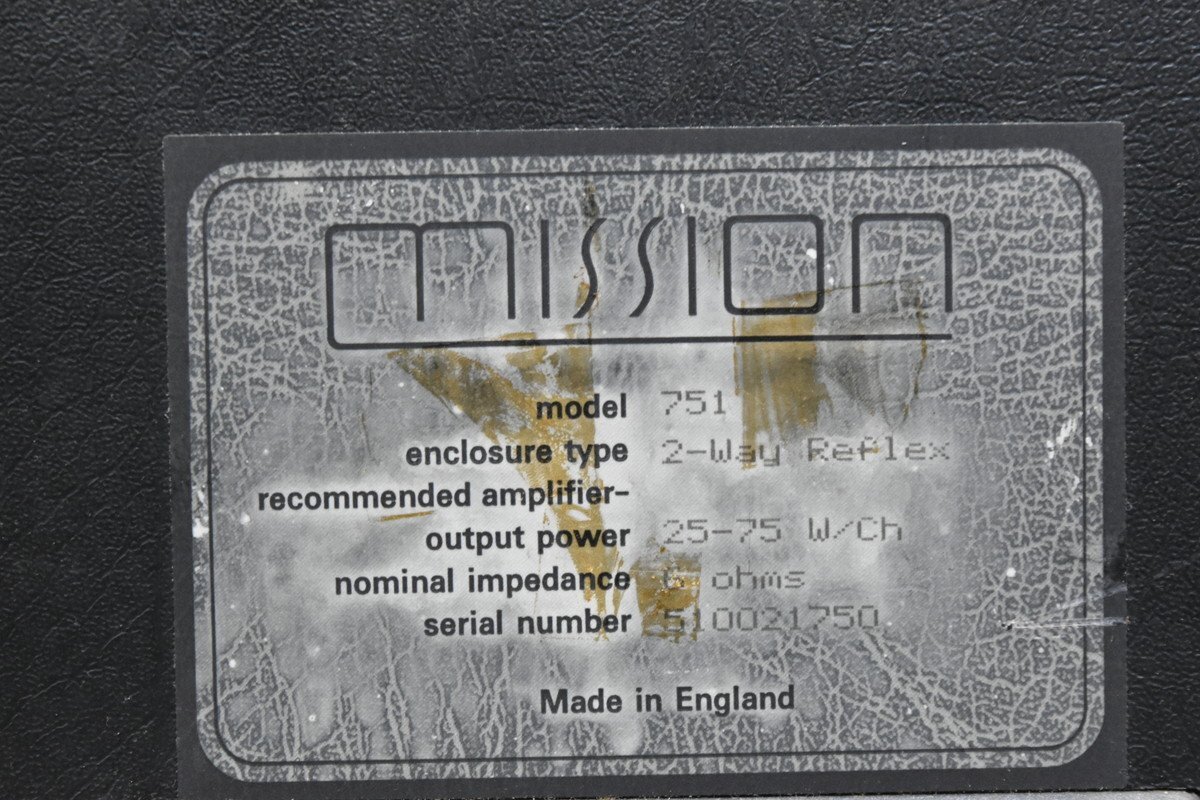 mission
model 751
enclosure type 2-Way Reflex
recommended amplifier-
output power 25-75 W/Ch
nominal impedance ohms
serial number 510021750
Made in England